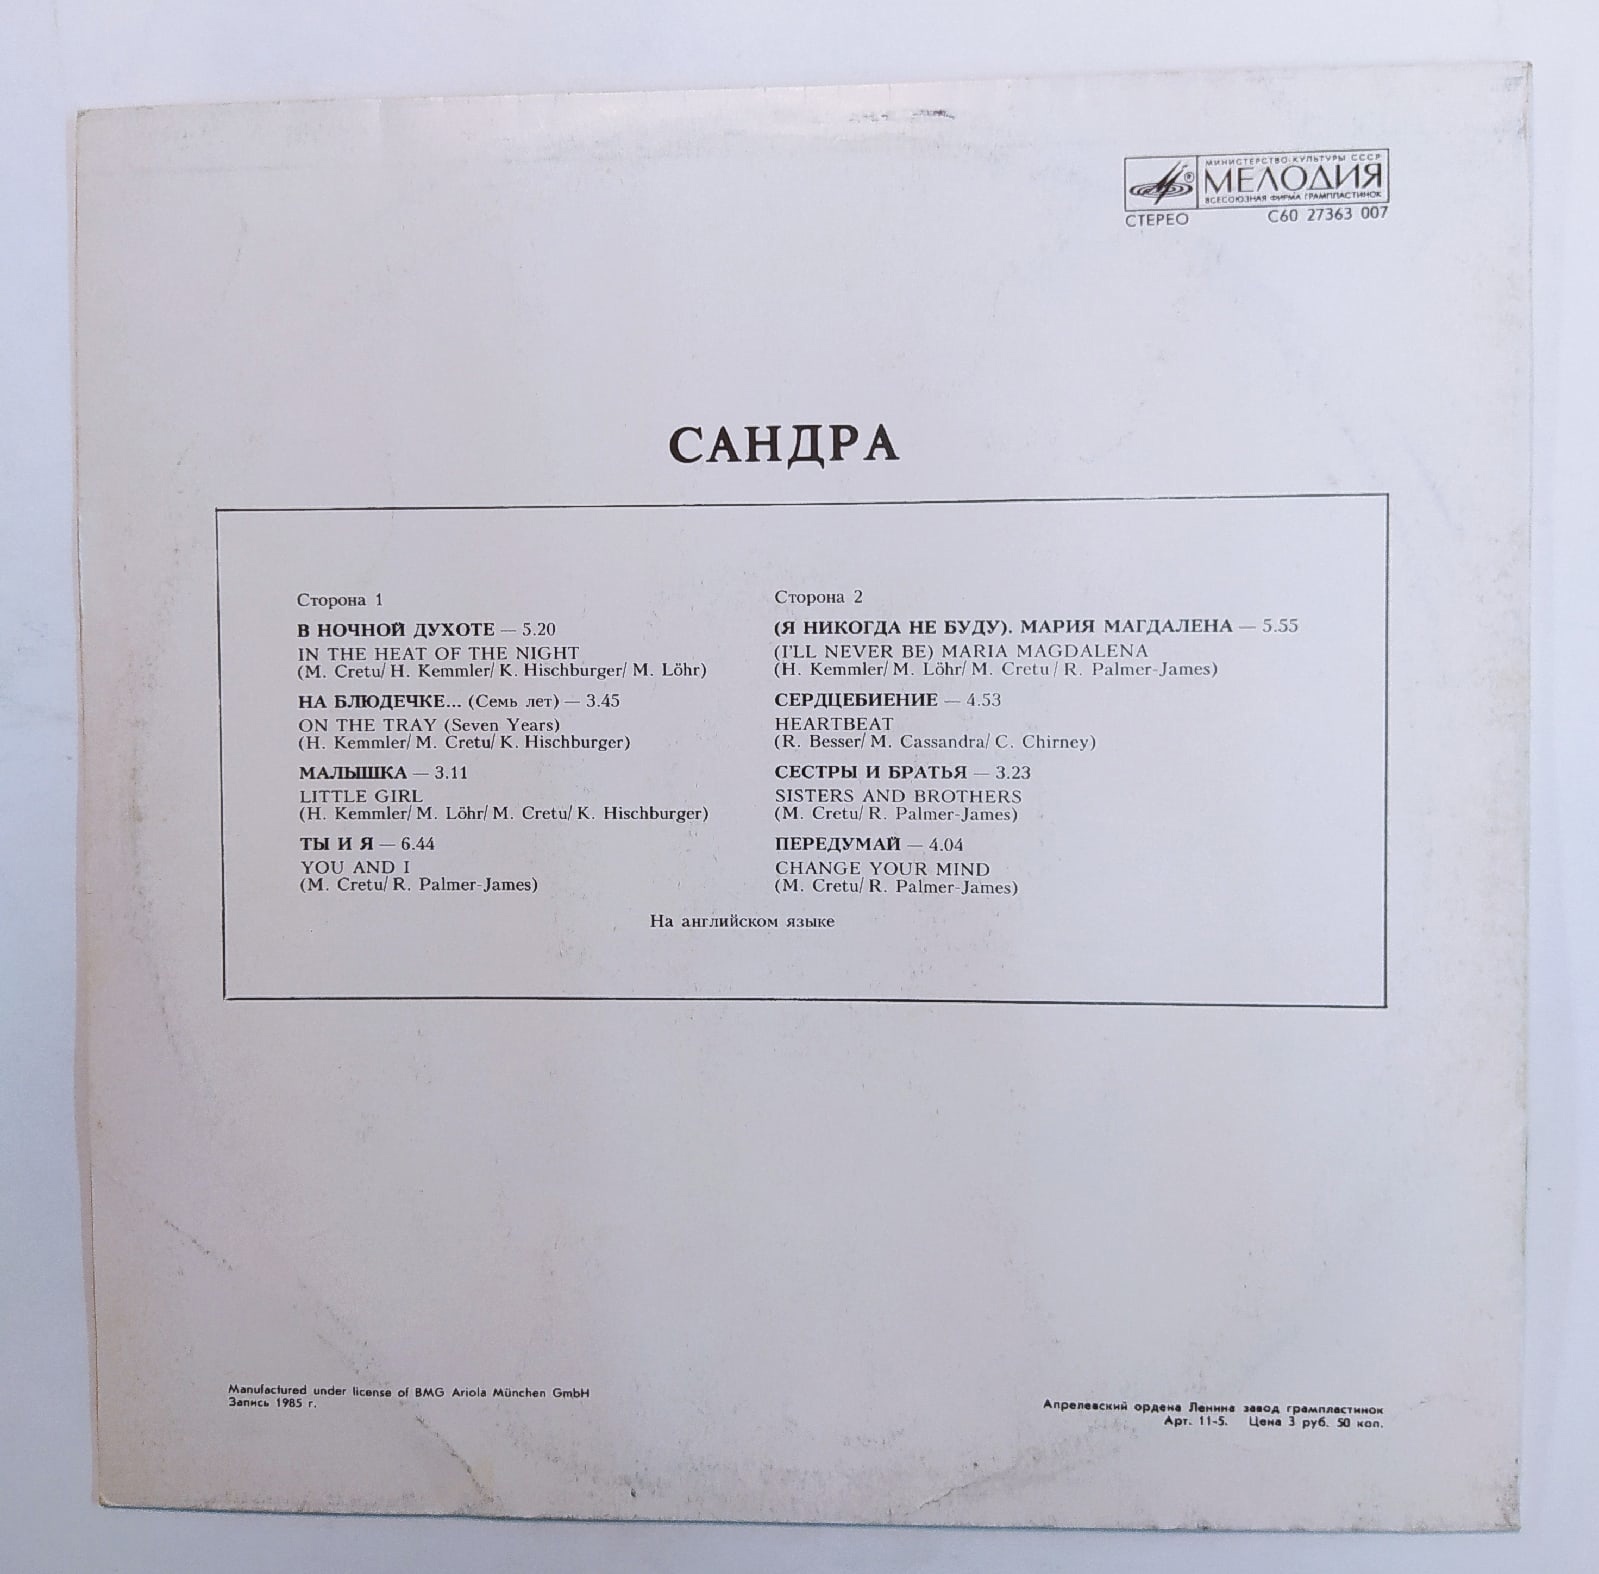 МИНИСТЕРСТВО КУЛЬТУРЫ СССР
МЕЛОДИЯ
ВСЕСОЮЗНАЯ ФИРМА ГРАМПЛАСТИНОК
СТЕРЕО С60 27363 007
САНДРА
Сторона 1
В НОЧНОЙ ДУХОТЕ — 5.20
IN THE HEAT OF THE NIGHT
(M. Cretu/ H. Kemmler/ K. Hischburger/ M. Löhr)
НА БЛЮДЕЧКЕ... (Семь лет) — 3.45
ON THE TRAY (Seven Years)
(H. Kemmler/ M. Cretu/ K. Hischburger)
МАЛЫШКА — 3.11
LITTLE GIRL
(H. Kemmler/ M. Löhr/ M. Cretu/ K. Hischburger)
ТЫ И Я — 6.44
YOU AND I
(M. Cretu/ R. Palmer-James)
Сторона 2
(Я НИКОГДА НЕ БУДУ). МАРИЯ МАГДАЛЕНА — 5.55
(I'LL NEVER BE) MARIA MAGDALENA
(H. Kemmler/ M. Löhr/ M. Cretu / R. Palmer-James)
СЕРДЦЕБИЕНИЕ — 4.53
HEARTBEAT
(R. Besser/ M. Cassandra/ C. Chirney)
СЕСТРЫ И БРАТЬЯ — 3.23
SISTERS AND BROTHERS
(M. Cretu/ R. Palmer-James)
ПЕРЕДУМАЙ — 4.04
CHANGE YOUR MIND
(M. Cretu/ R. Palmer-James)
На английском языке
Manufactured under license of BMG Ariola München GmbH
Запись 1985 г.
Апрелевский ордена Ленина завод грампластинок
Арт. 11-5. Цена 3 руб. 50 коп.